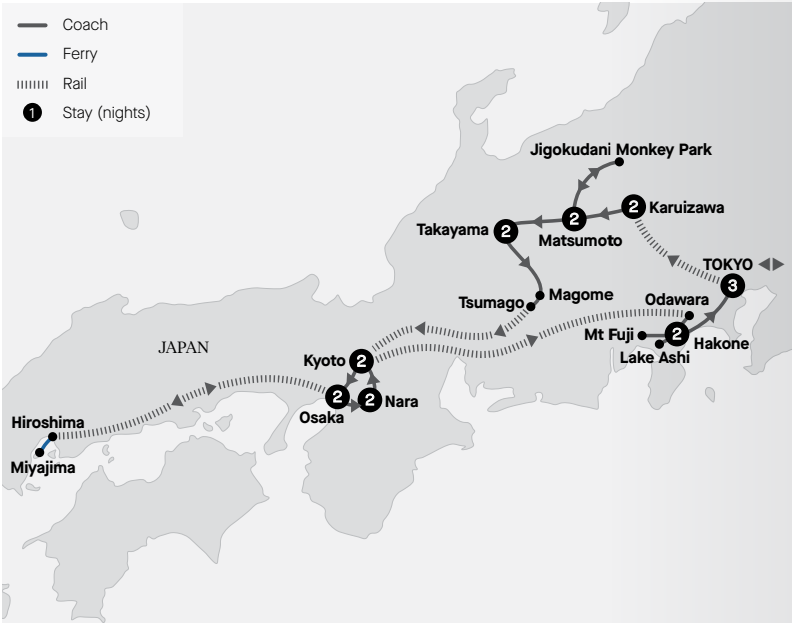 Coach
Ferry
Rail
1 Stay (nights)
Jigokudani Monkey Park
2 Karuizawa
2
Matsumoto
Takayama 2
TOKYO
3
Magome
Tsumago
Odawara
Mt Fuji 2 Hakone
Lake Ashi
JAPAN
Kyoto 2
2 2 Nara
Osaka
Hiroshima
Miyajima